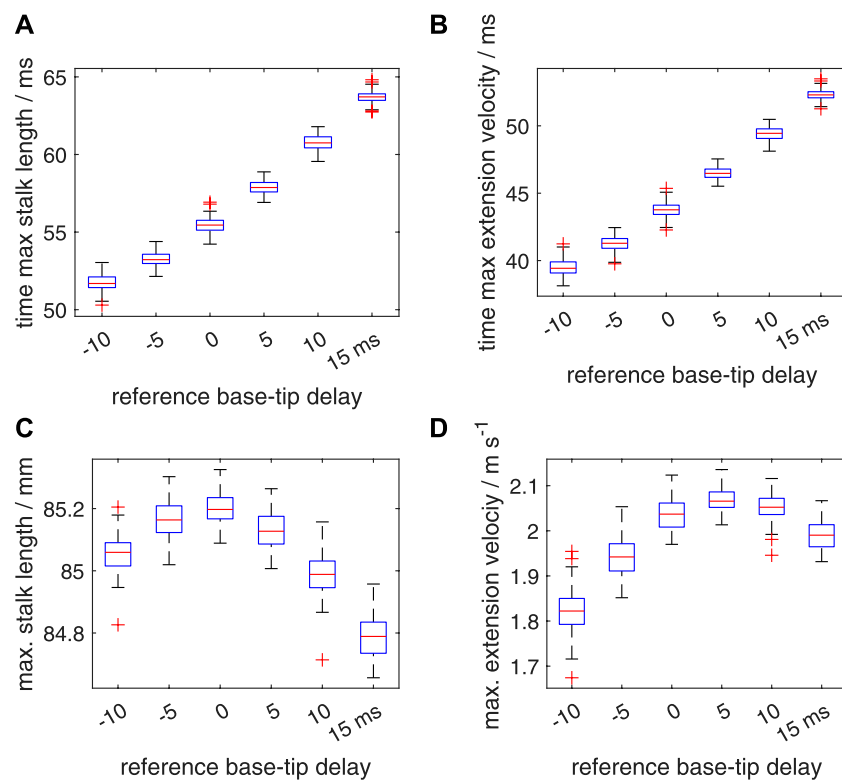 A
time max stalk length / ms
65
60
55
50
-10 -5 0 5 10 15 ms
reference base-tip delay
B
time max extension velocity / ms
50
45
40
-10 -5 0 5 10 15 ms
reference base-tip delay
C
max. stalk length / mm
85.2
85
84.8
-10 -5 0 5 10 15 ms
reference base-tip delay
D
max. extension velociy / m s-1
2.1
2
1.9
1.8
1.7
-10 -5 0 5 10 15 ms
reference base-tip delay